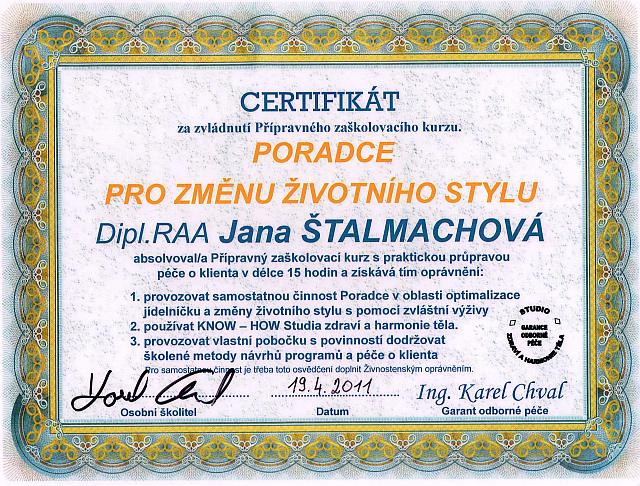 CERTIFIKÁT
za zvládnutí Přípravného zaškolovacího kurzu.
PORADCE
PRO ZMĚNU ŽIVOTNÍHO STYLU
Dipl.RAA Jana ŠTALMACHOVÁ
absolvoval/a Přípravný zaškolovací kurz s praktickou průpravou
péče o klienta v délce 15 hodin a získává tím oprávnění:
1. provozovat samostatnou činnost Poradce v oblasti optimalizace
jídelníčku a změny životního stylu s pomocí zvláštní výživy
2. používat KNOW – HOW Studia zdraví a harmonie těla.
3. provozovat vlastní pobočku s povinností dodržovat
školené metody návrhů programů a péče o klienta
Pro samostatnou činnost je třeba toto osvědčení doplnit Živnostenským oprávněním.
STUDIO
GARANCE
ODBORNÉ
PÉČE
ZDRAVÍ A HARMONIE TĚLA
19.4.2011
Ing. Karel Chval
Osobní školitel
Datum
Garant odborné péče